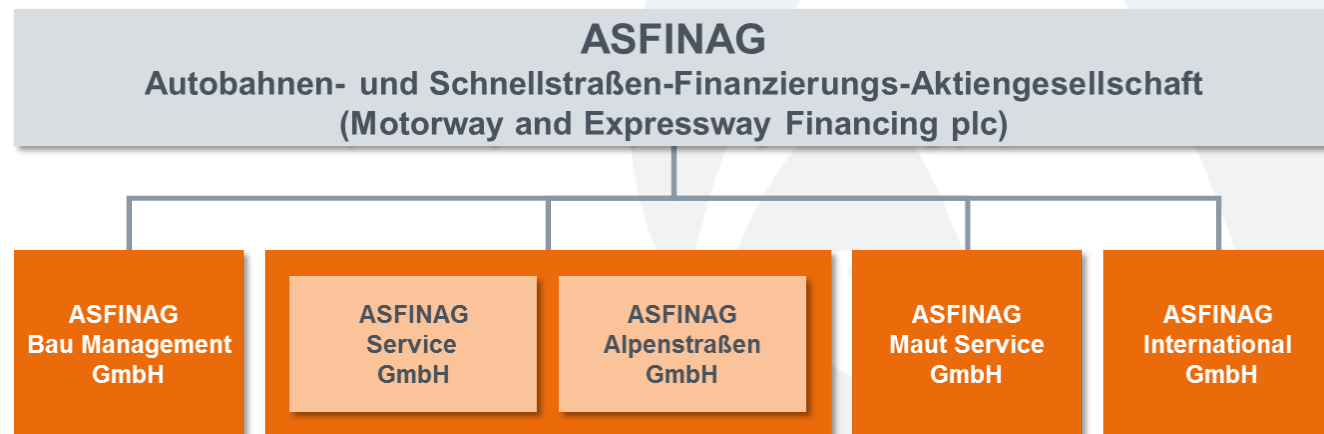 ASFINAG
Autobahnen- und Schnellstraßen-Finanzierungs-Aktiengesellschaft
(Motorway and Expressway Financing plc)
ASFINAG
Bau Management
GmbH
ASFINAG
Service
GmbH
ASFINAG
Alpenstraßen
GmbH
ASFINAG
Maut Service
GmbH
ASFINAG
International
GmbH